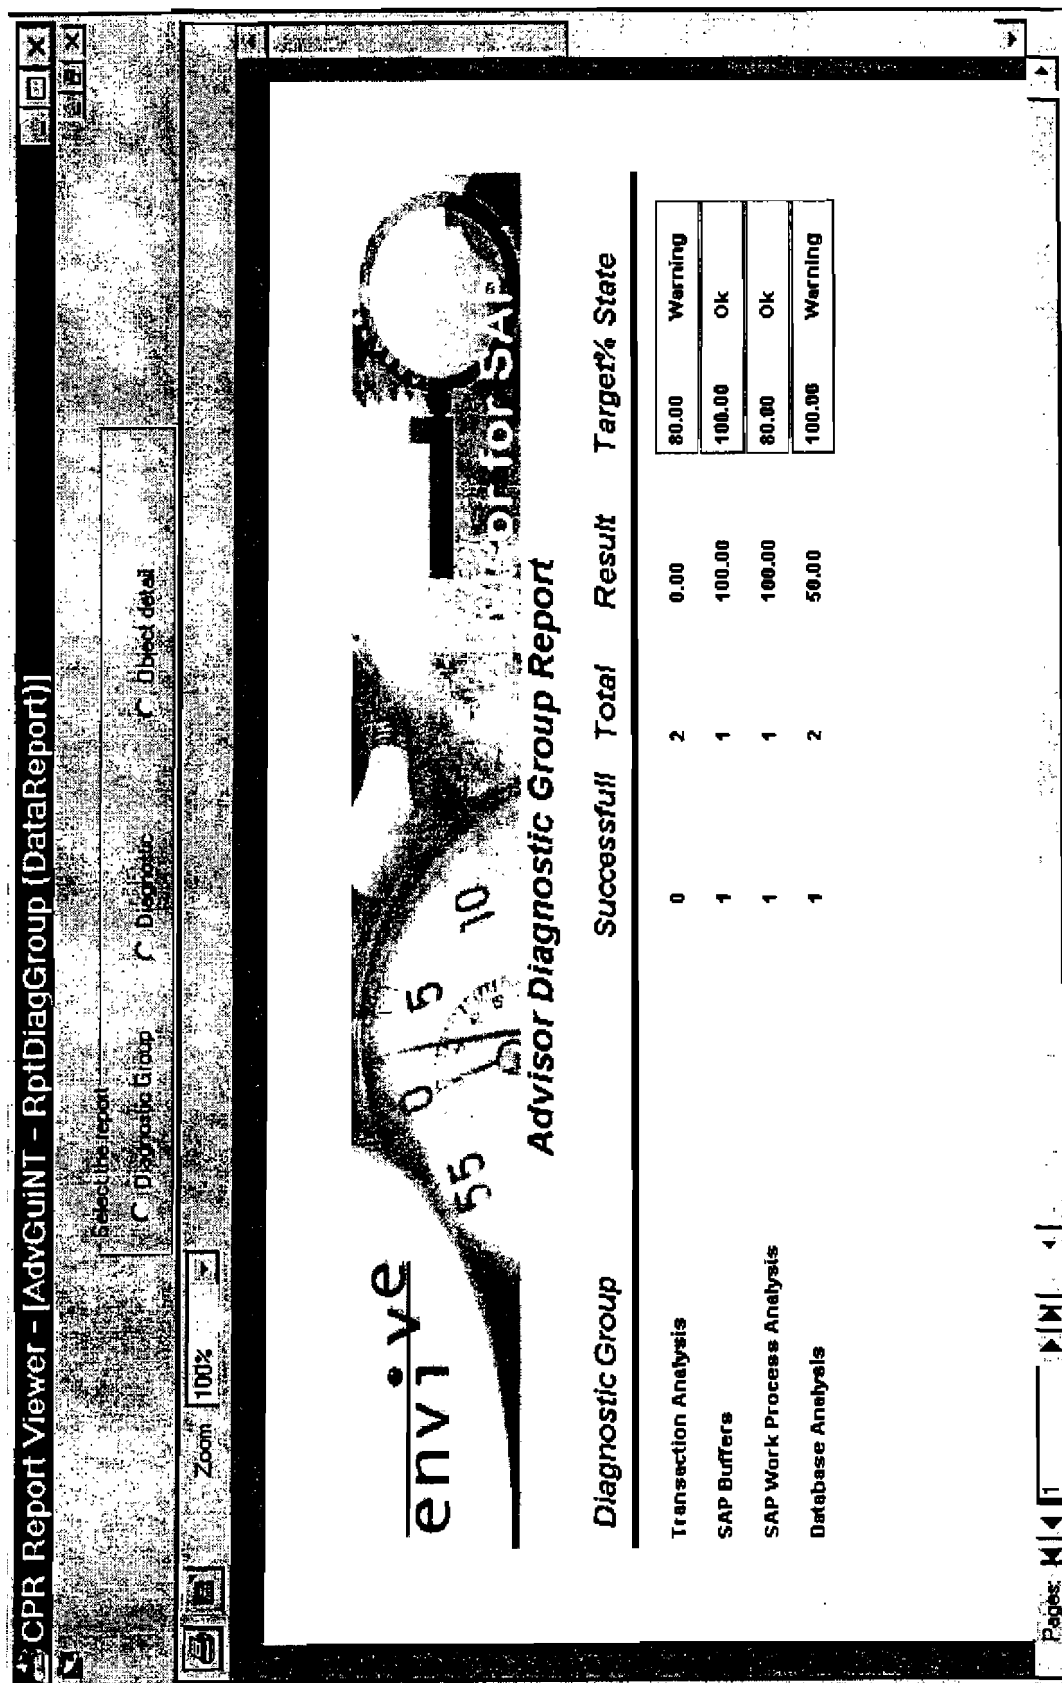 CPR Report Viewer - [AdvGuiNT - RptDiagGroup (DataReport)]
Select the report
Diagnostic Group Diagnostic Object detail
Zoom 100%
envive
55 0 5 10
or for SAP
Advisor Diagnostic Group Report
Diagnostic Group Successfull Total Result Target% State
Transaction Analysis 0 2 0.00 80.00 Warning
SAP Buffers 1 1 100.00 100.00 Ok
SAP Work Process Analysis 1 1 100.00 80.00 Ok
Database Analysis 1 2 50.00 100.00 Warning
Pages: 1